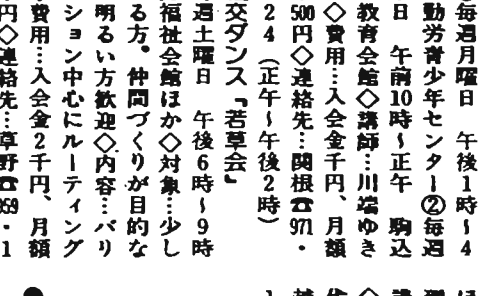 ◇毎週月曜日　午後1時〜4
勤労青少年センター②毎週
日　午前10時〜正午　駒込
教育会館◇講師…川端ゆき
◇費用…入会金千円、月額
500円◇連絡先…関根☎971・
24（正午〜午後2時）
交ダンス「若草会」
週土曜日　午後6時〜9時
福祉会館ほか◇対象…少し
る方。仲間づくりが目的な
明るい方歓迎◇内容…バリ
ション中心にルーティング
費用…入会金2千円、月額
円◇連絡先…草野☎959・1